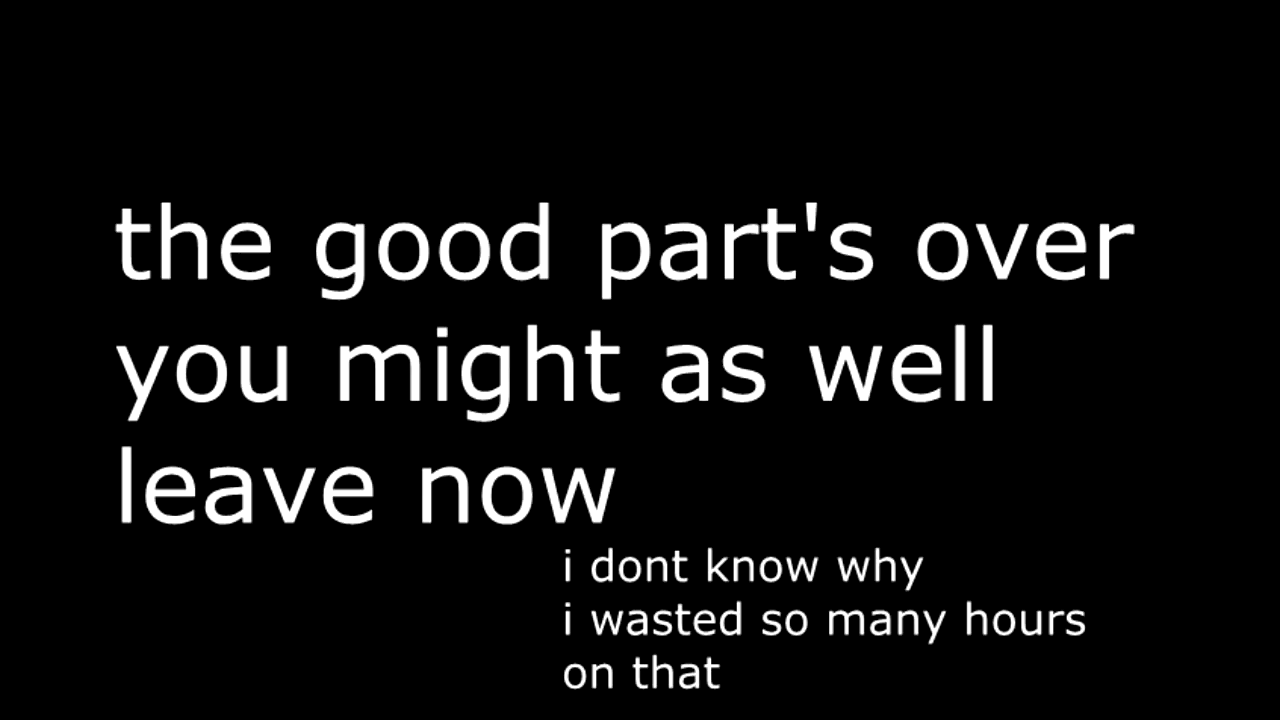 the good part's over
you might as well
leave now
i dont know why
i wasted so many hours
on that